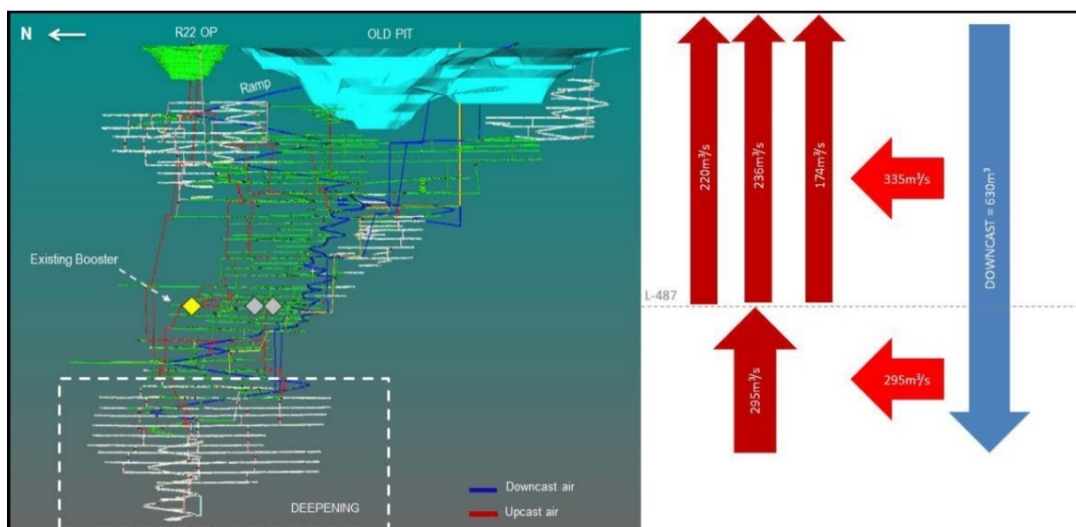 N
R22 OP
OLD PIT
Ramp
Existing Booster
DEEPENING
Downcast air
Upcast air
220m³/s
236m³/s
174m³/s
335m³/s
DOWNCAST = 630m³
L-487
295m³/s
295m³/s